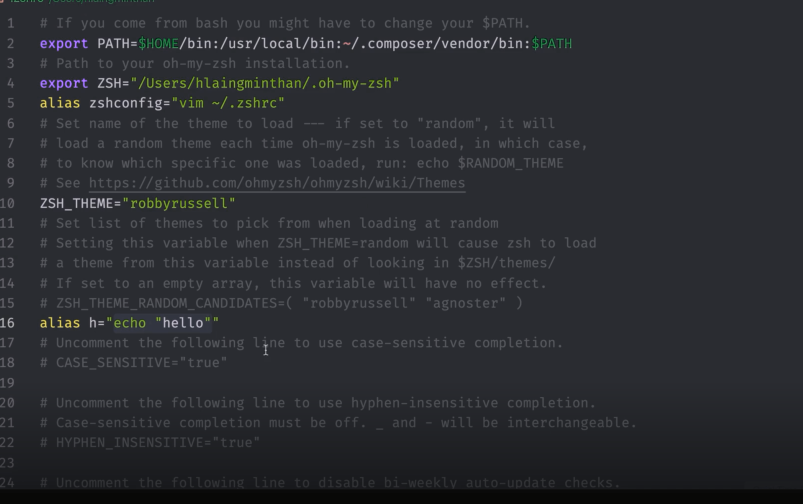 1 # If you come from bash you might have to change your $PATH.
2 export PATH=$HOME/bin:/usr/local/bin:~/.composer/vendor/bin:$PATH
3 # Path to your oh-my-zsh installation.
4 export ZSH="/Users/hlaingminthan/.oh-my-zsh"
5 alias zshconfig="vim ~/.zshrc"
6 # Set name of the theme to load --- if set to "random", it will
7 # load a random theme each time oh-my-zsh is loaded, in which case,
8 # to know which specific one was loaded, run: echo $RANDOM_THEME
9 # See https://github.com/ohmyzsh/ohmyzsh/wiki/Themes
10 ZSH_THEME="robbyrussell"
11 # Set list of themes to pick from when loading at random
12 # Setting this variable when ZSH_THEME=random will cause zsh to load
13 # a theme from this variable instead of looking in $ZSH/themes/
14 # If set to an empty array, this variable will have no effect.
15 # ZSH_THEME_RANDOM_CANDIDATES=( "robbyrussell" "agnoster" )
16 alias h="echo "hello""
17 # Uncomment the following line to use case-sensitive completion.
18 # CASE_SENSITIVE="true"
19
20 # Uncomment the following line to use hyphen-insensitive completion.
21 # Case-sensitive completion must be off. _ and - will be interchangeable.
22 # HYPHEN_INSENSITIVE="true"
23
24 # Uncomment the following line to disable bi-weekly auto-update checks.